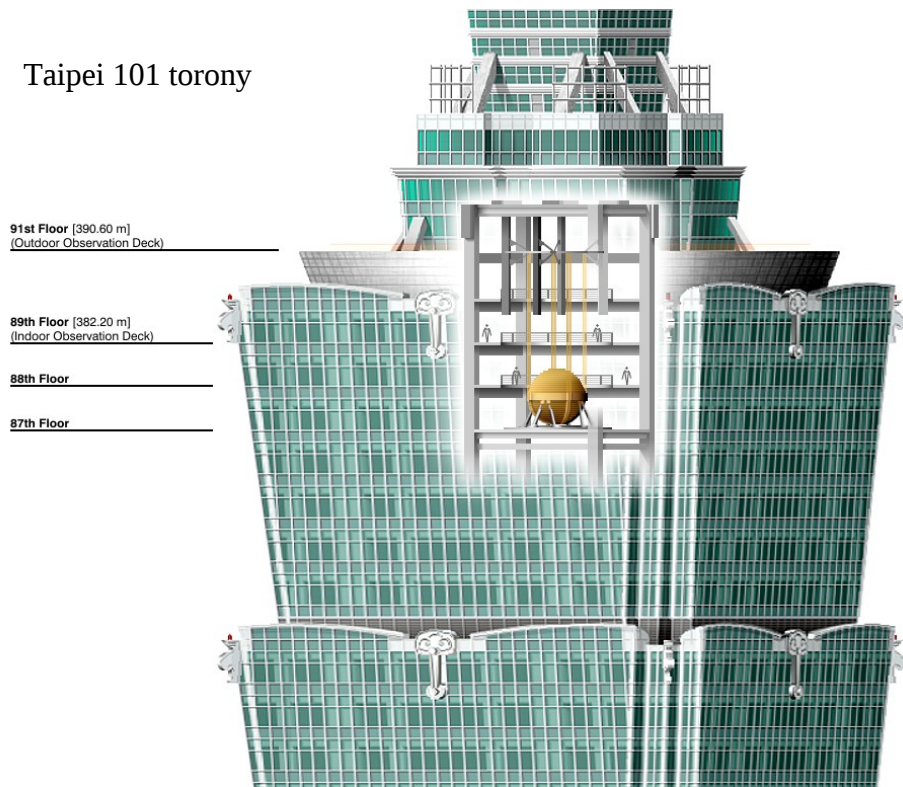 Taipei 101 torony
91st Floor [390.60 m]
(Outdoor Observation Deck)
89th Floor [382.20 m]
(Indoor Observation Deck)
88th Floor
87th Floor